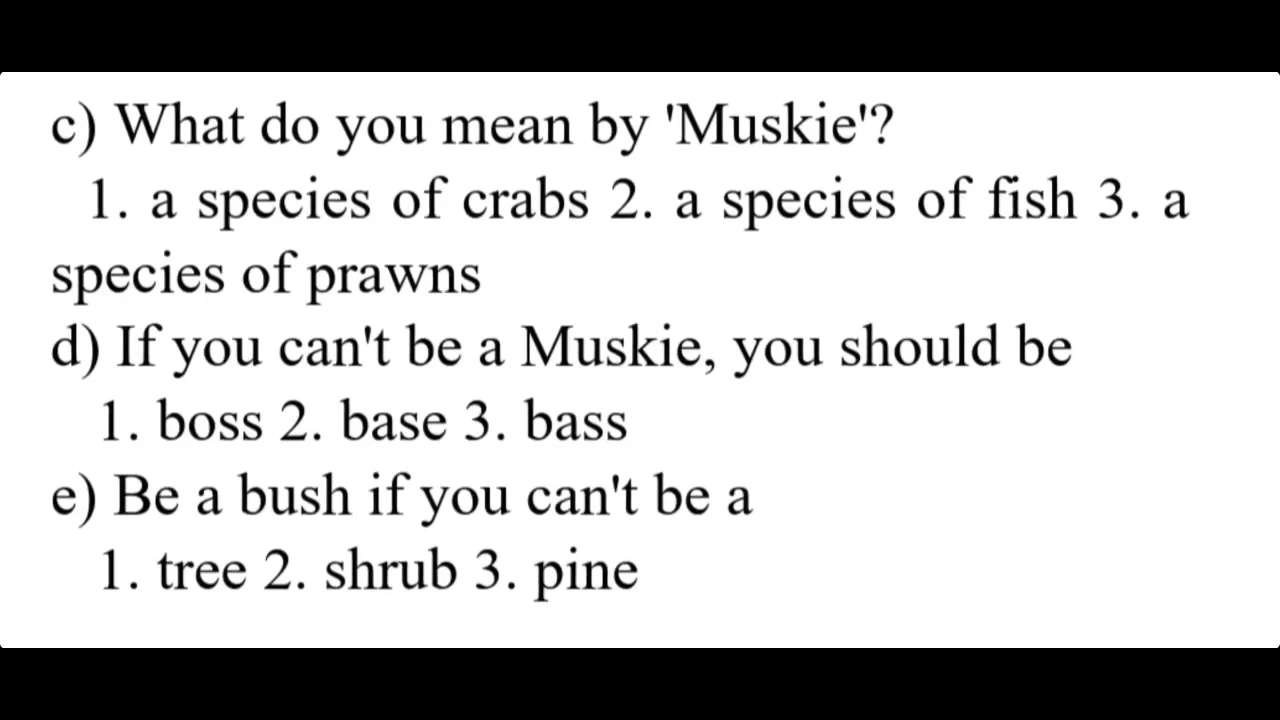 c) What do you mean by 'Muskie'?
1. a species of crabs 2. a species of fish 3. a
species of prawns
d) If you can't be a Muskie, you should be
1. boss 2. base 3. bass
e) Be a bush if you can't be a
1. tree 2. shrub 3. pine